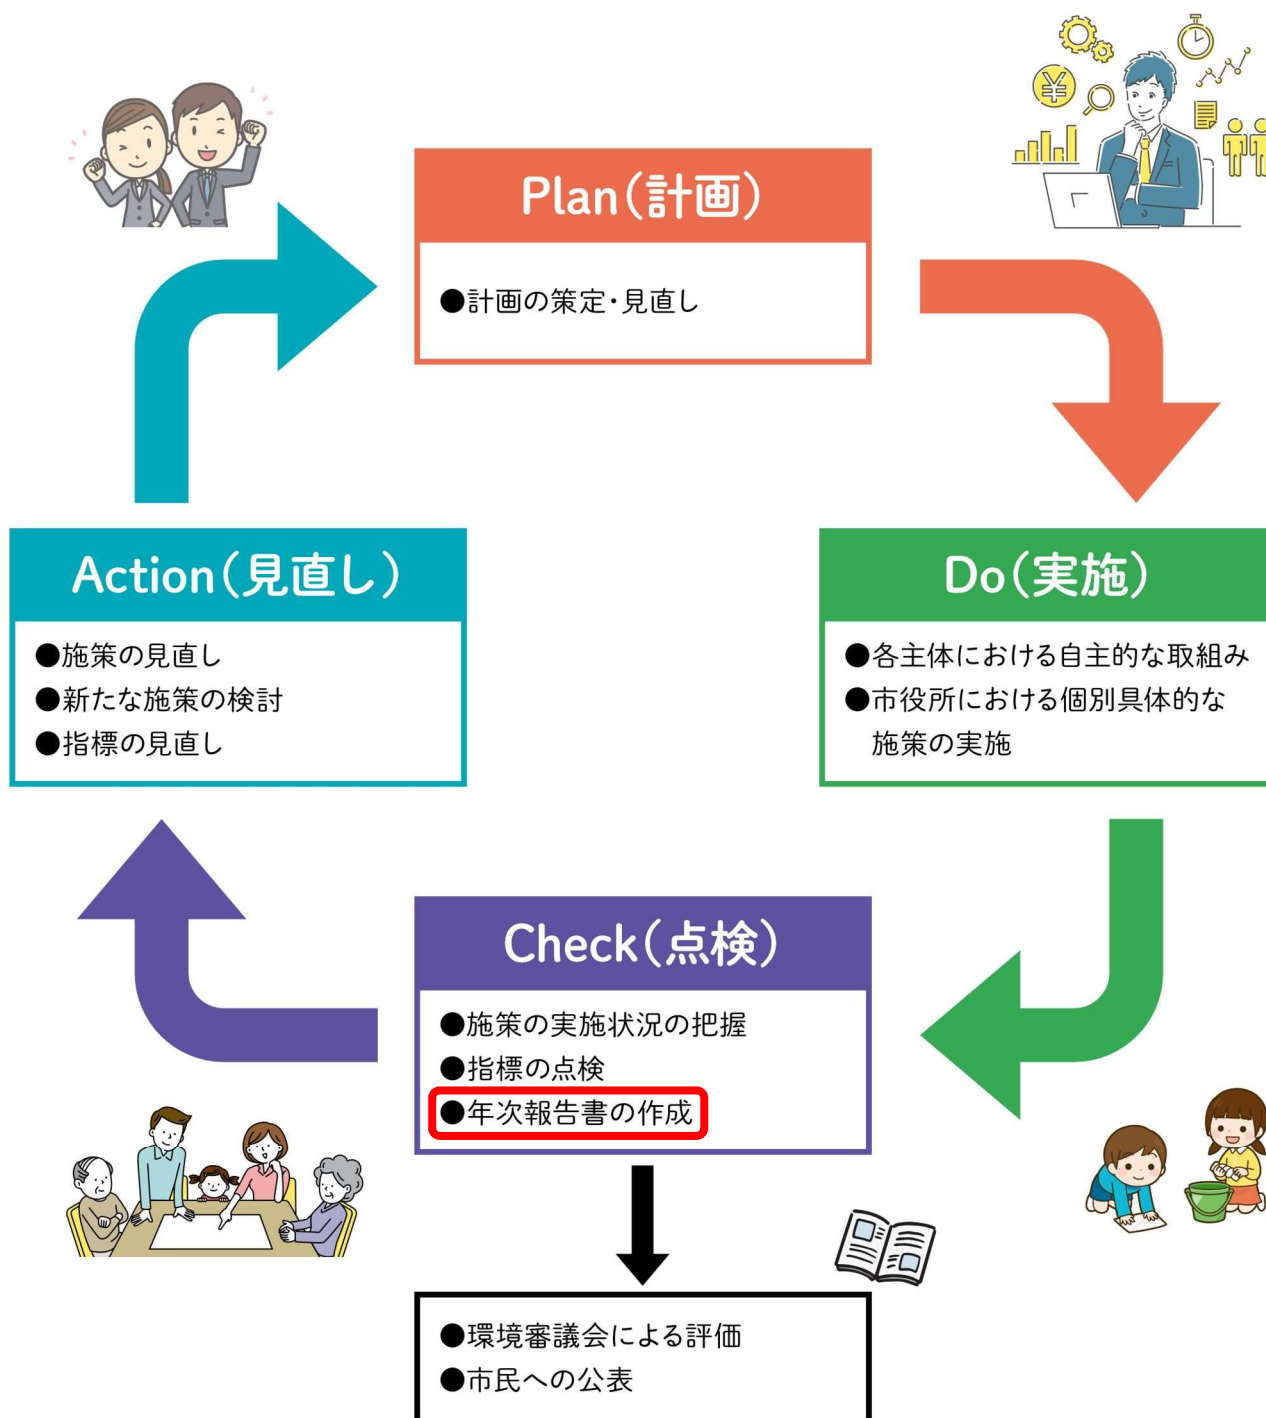 Plan(計画)
●計画の策定・見直し
Action(見直し)
●施策の見直し
●新たな施策の検討
●指標の見直し
Do(実施)
●各主体における自主的な取組み
●市役所における個別具体的な
施策の実施
Check(点検)
●施策の実施状況の把握
●指標の点検
●年次報告書の作成
●環境審議会による評価
●市民への公表